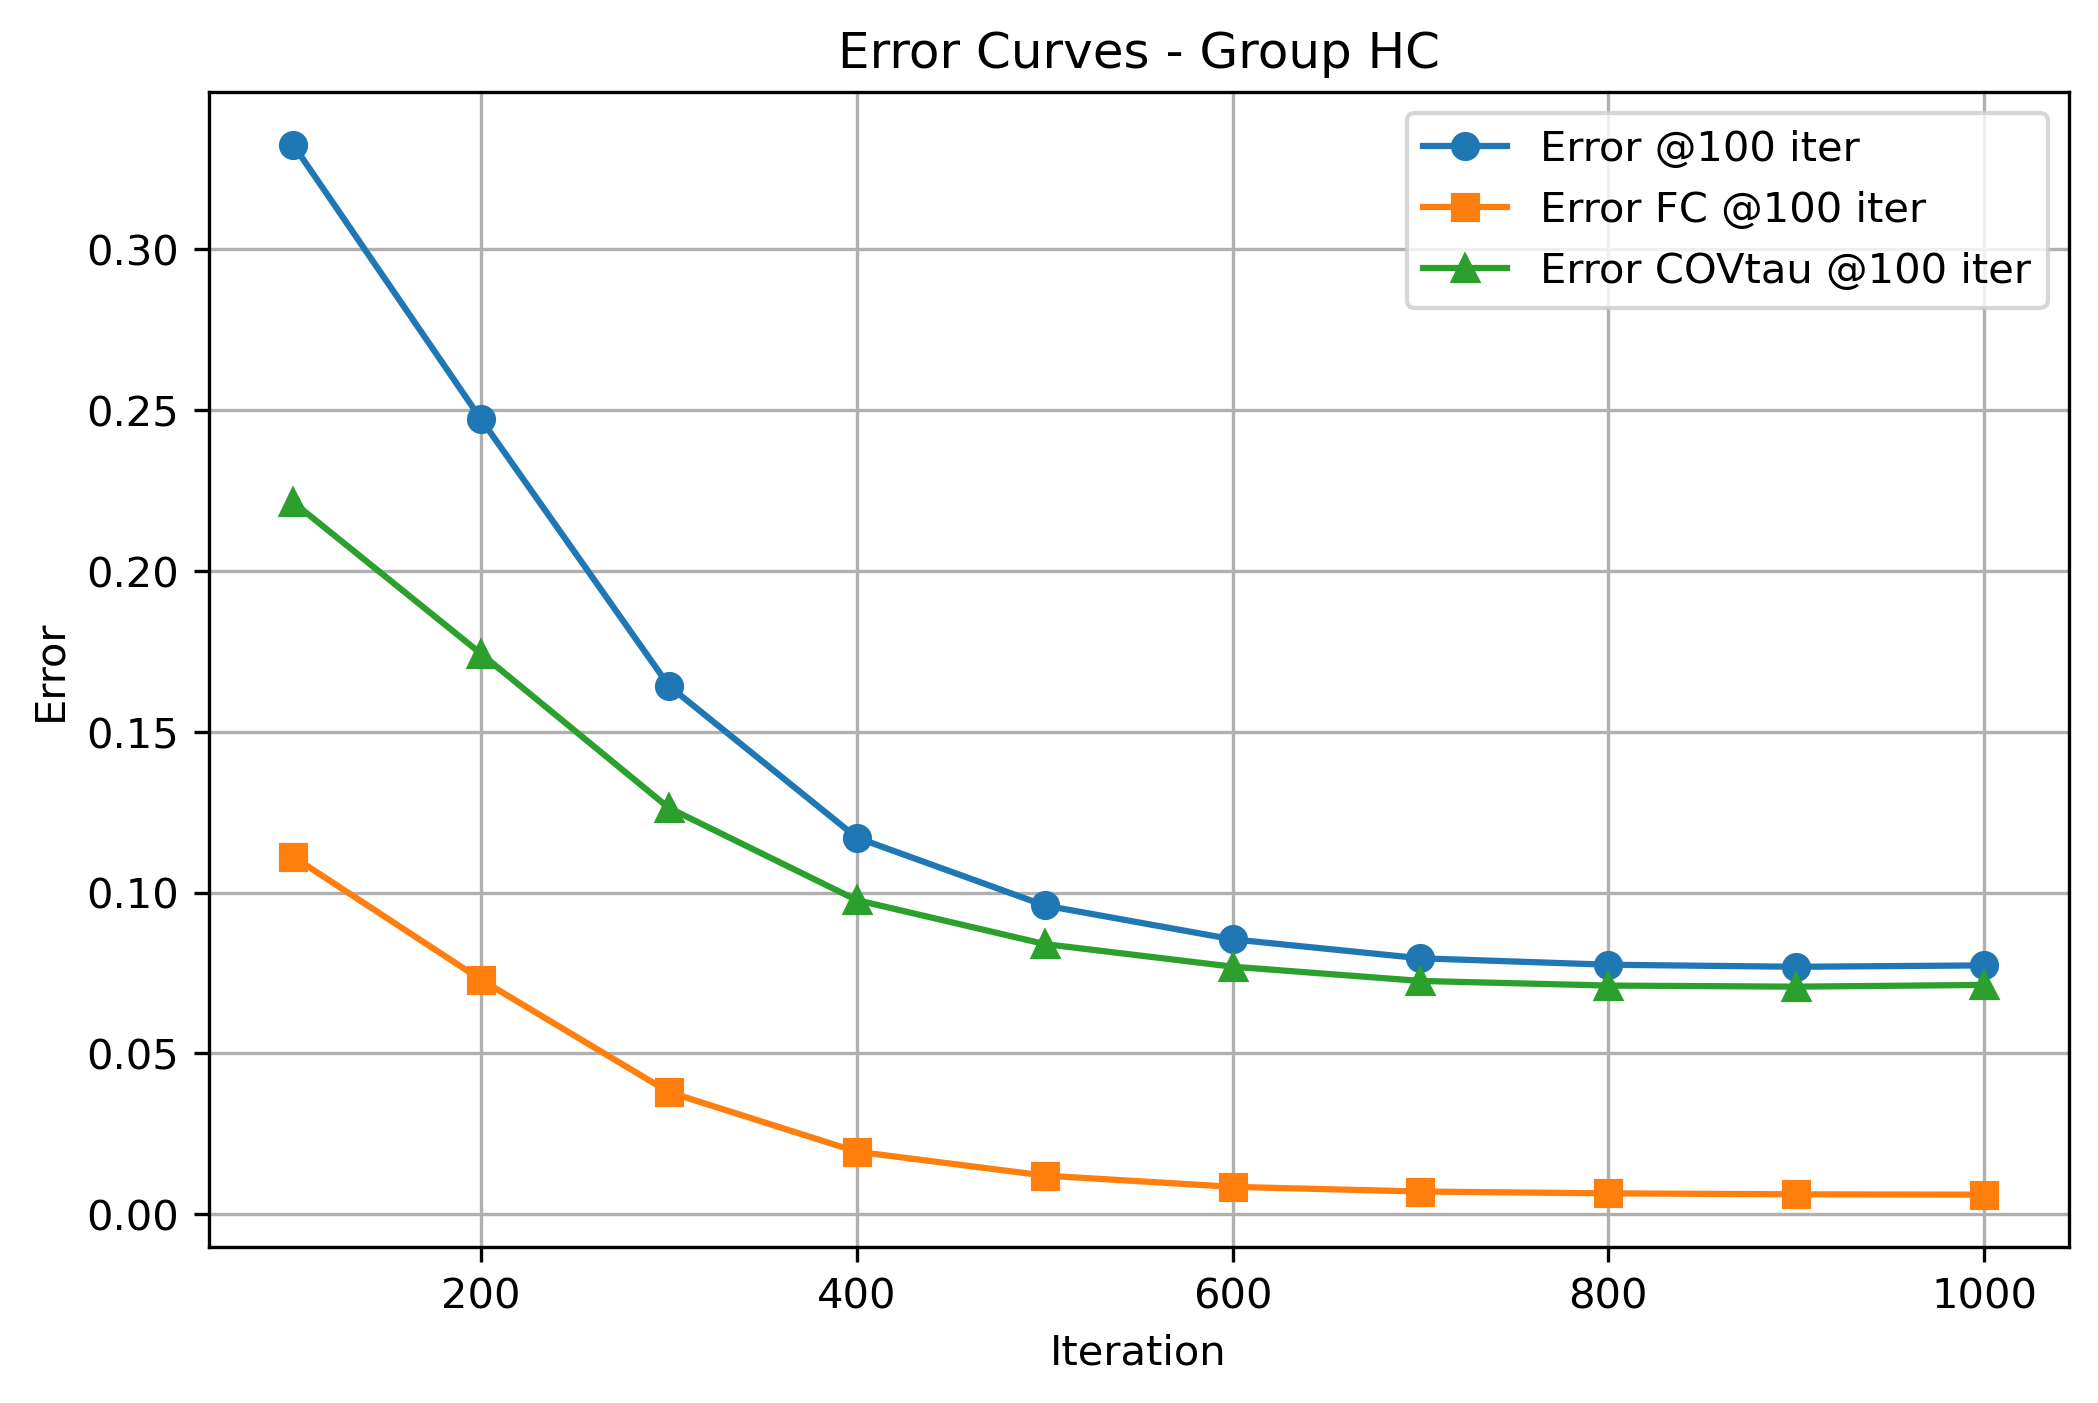 Error Curves - Group HC
Error @100 iter
Error FC @100 iter
Error COVtau @100 iter
Error
0.30
0.25
0.20
0.15
0.10
0.05
0.00
200 400 600 800 1000
Iteration